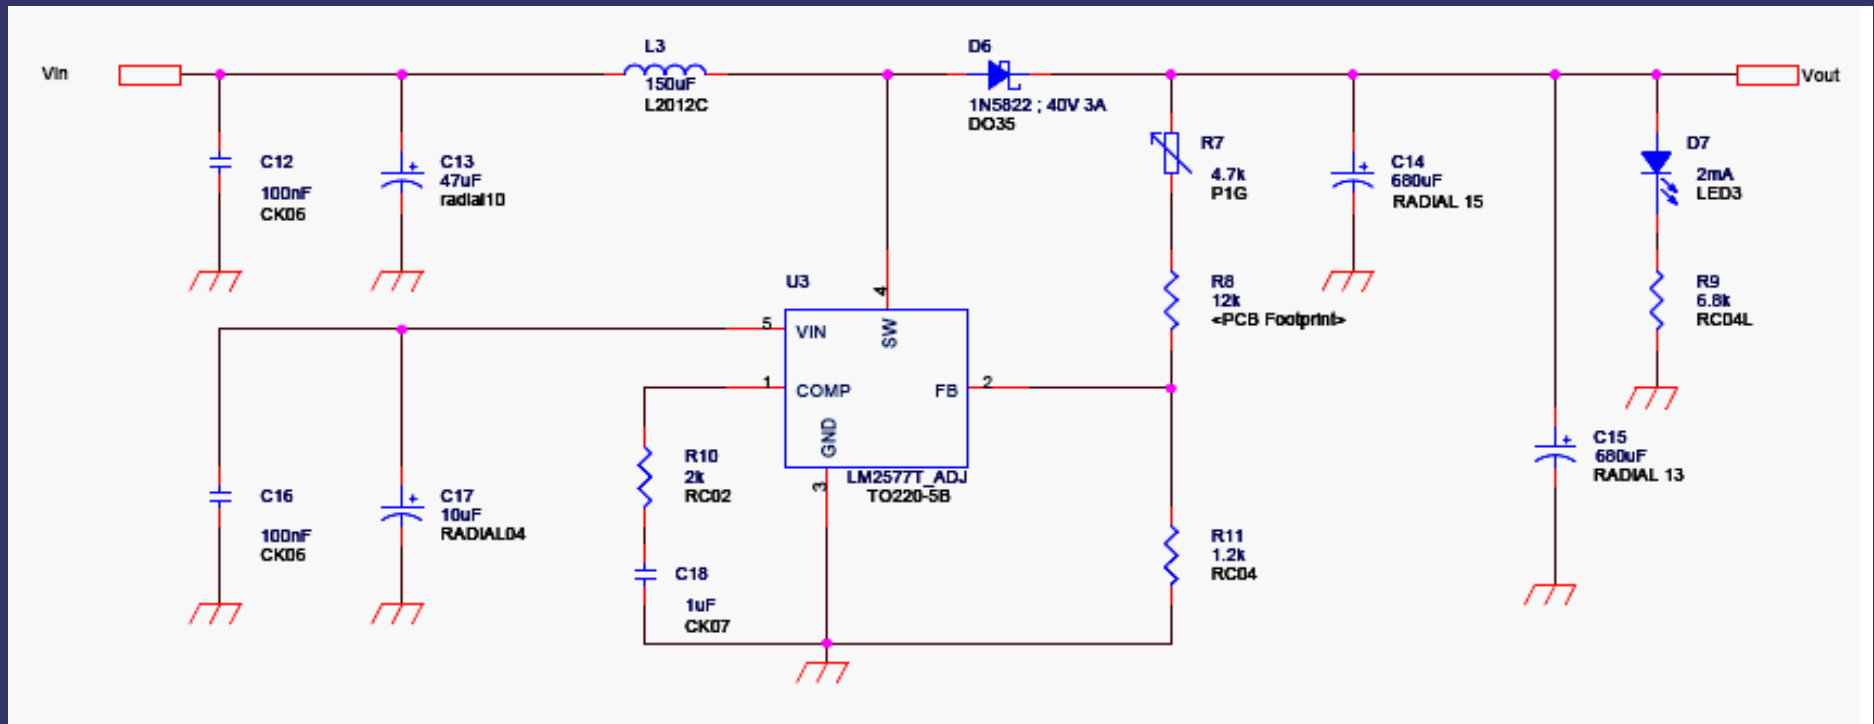 VIn
L3
150uF
L2012C
D6
1N5822 ; 40V 3A
DO35
Vout
C12
100nF
CK06
C13
47uF
radial10
R7
4.7k
P1G
C14
680uF
RADIAL 15
D7
2mA
LED3
U3
4
R8
12k
<PCB Footprint>
R9
6.8k
RC04L
5
VIN
SW
1
COMP
FB
2
GND
3
LM2577T_ADJ
TO220-5B
C15
680uF
RADIAL 13
R10
2k
RC02
C16
100nF
CK06
C17
10uF
RADIAL04
R11
1.2k
RC04
C18
1uF
CK07